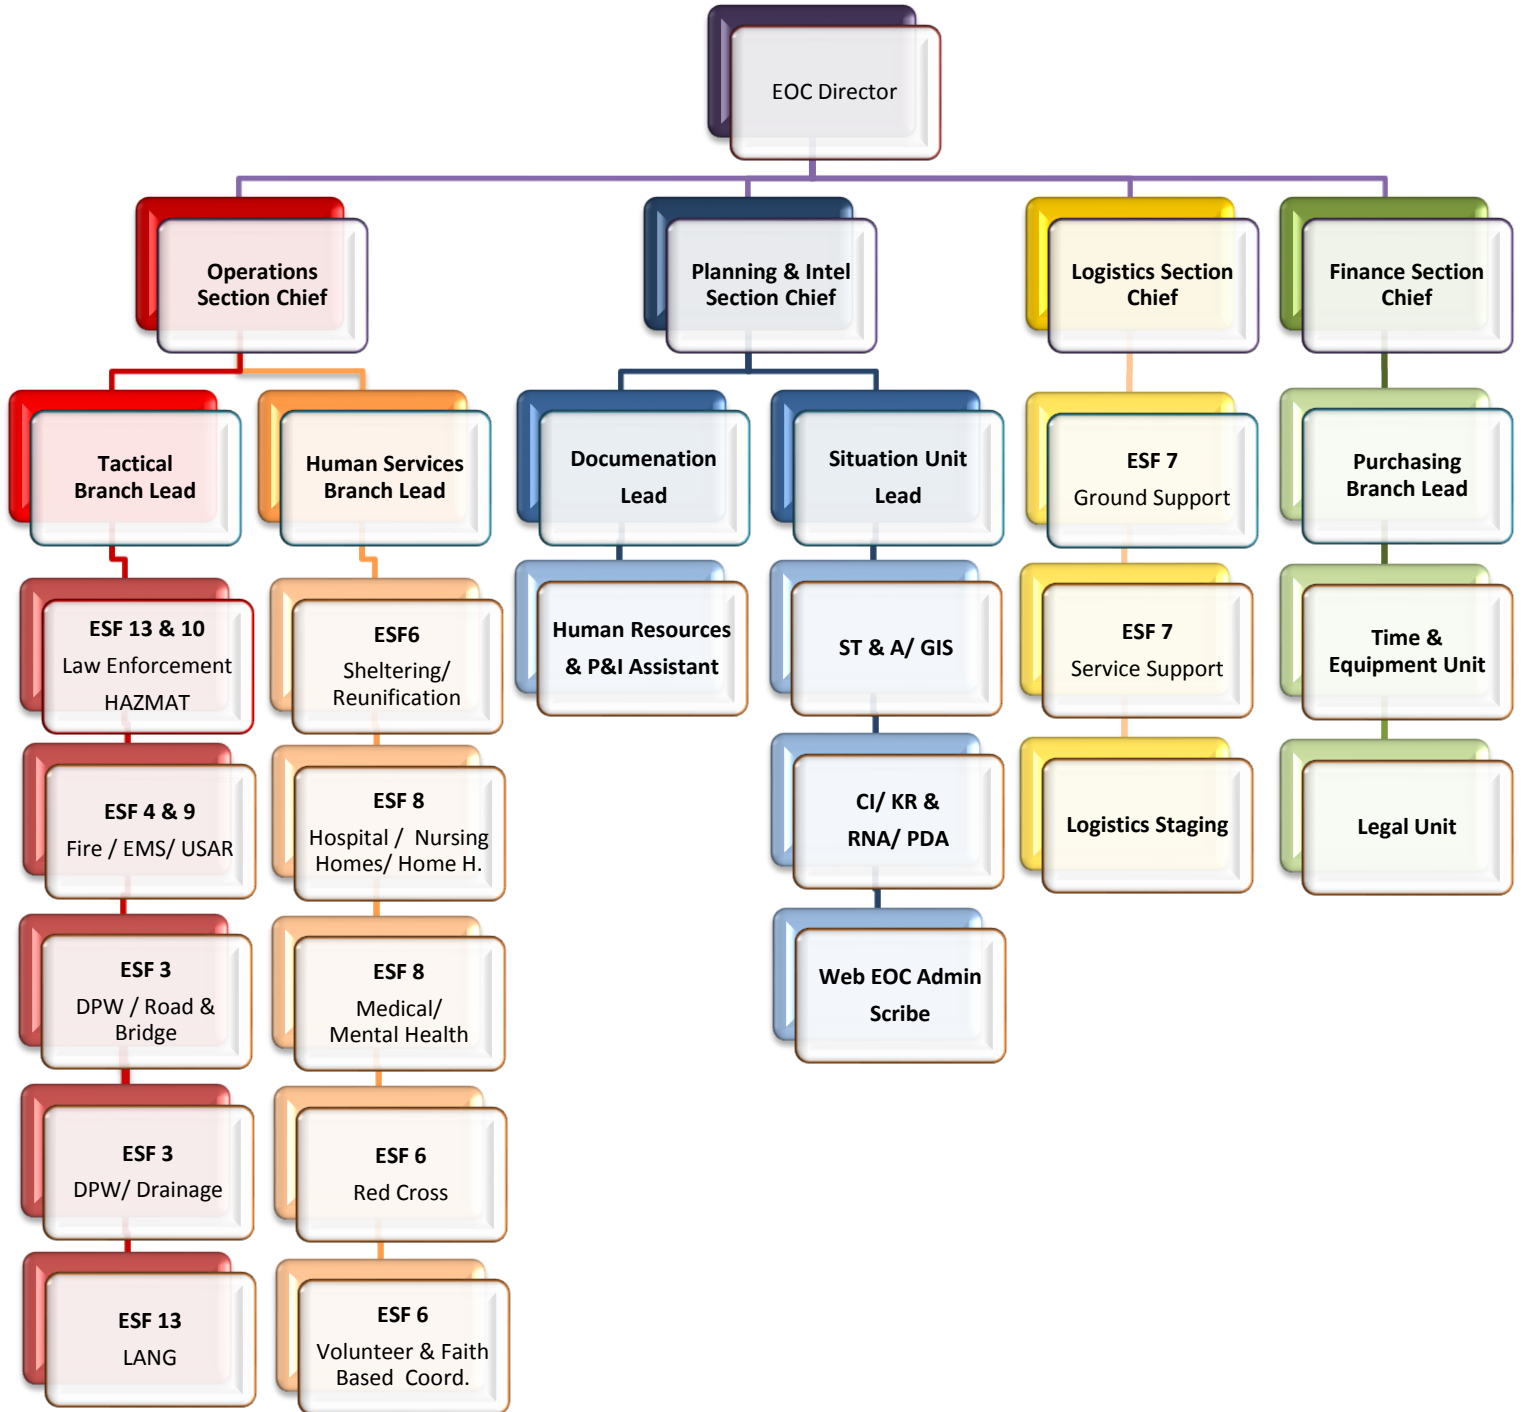 EOC Director
Operations
Section Chief
Planning & Intel
Section Chief
Logistics Section
Chief
Finance Section
Chief
Tactical
Branch Lead
Human Services
Branch Lead
Documenation
Lead
Situation Unit
Lead
ESF 7
Ground Support
Purchasing
Branch Lead
ESF 13 & 10
Law Enforcement
HAZMAT
ESF6
Sheltering/
Reunification
Human Resources
& P&I Assistant
ST & A/ GIS
ESF 7
Service Support
Time &
Equipment Unit
ESF 4 & 9
Fire / EMS/ USAR
ESF 8
Hospital / Nursing
Homes/ Home H.
CI/ KR &
RNA/ PDA
Logistics Staging
Legal Unit
ESF 3
DPW / Road &
Bridge
ESF 8
Medical/
Mental Health
Web EOC Admin
Scribe
ESF 3
DPW/ Drainage
ESF 6
Red Cross
ESF 13
LANG
ESF 6
Volunteer & Faith
Based Coord.